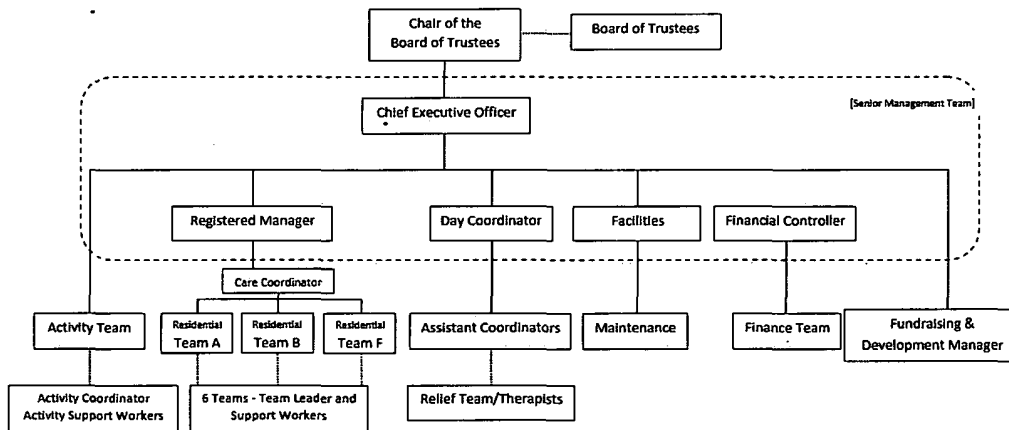 Chair of the
Board of Trustees
Board of Trustees
[Senior Management Team]
Chief Executive Officer
Registered Manager
Day Coordinator
Facilities
Financial Controller
Care Coordinator
Activity Team
Residential
Team A
Residential
Team B
Residential
Team F
Assistant Coordinators
Maintenance
Finance Team
Fundraising &
Development Manager
Activity Coordinator
Activity Support Workers
6 Teams - Team Leader and
Support Workers
Relief Team/Therapists